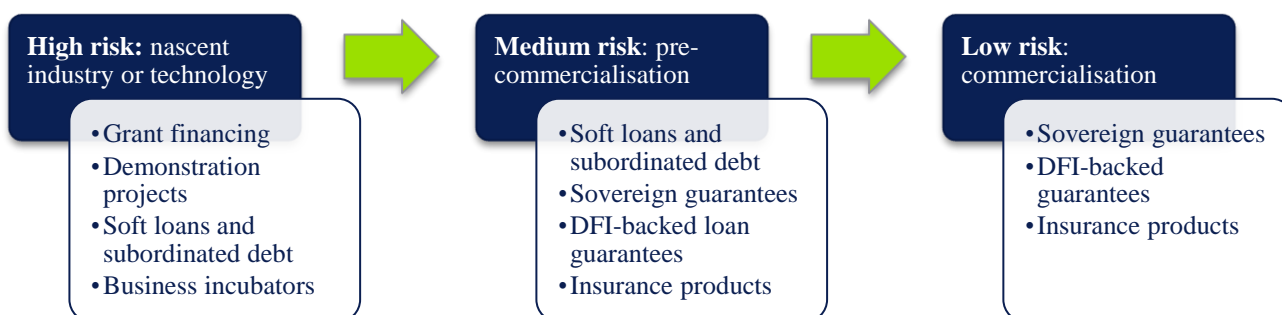 High risk: nascent
industry or technology
•Grant financing
•Demonstration
projects
•Soft loans and
subordinated debt
•Business incubators
Medium risk: pre-
commercialisation
•Soft loans and
subordinated debt
•Sovereign guarantees
•DFI-backed loan
guarantees
•Insurance products
Low risk:
commercialisation
•Sovereign guarantees
•DFI-backed
guarantees
•Insurance products